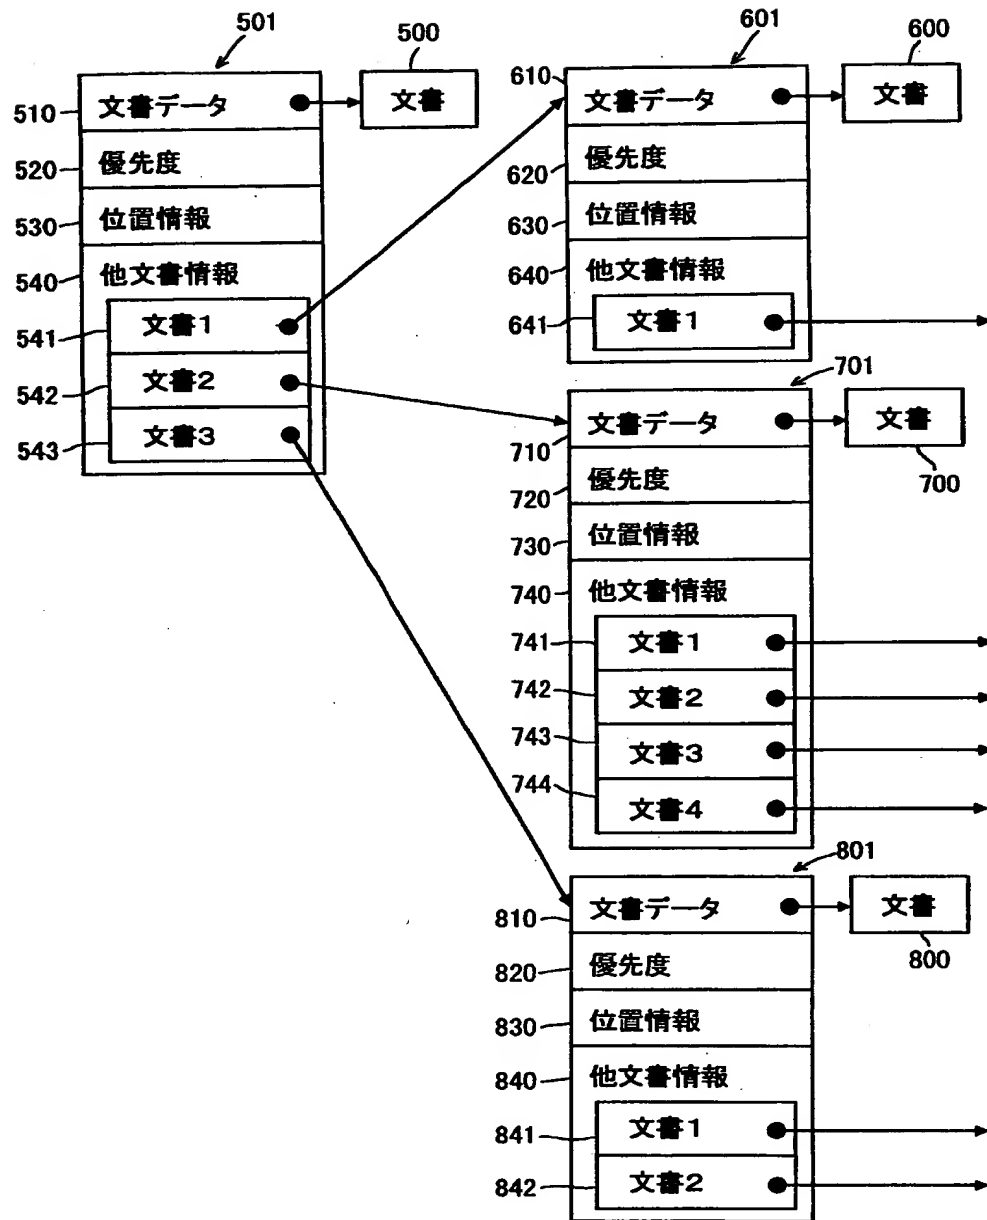 501
500
510
文書データ
文書
520
優先度
530
位置情報
540
他文書情報
541
文書1
542
文書2
543
文書3
601
600
610
文書データ
文書
620
優先度
630
位置情報
640
他文書情報
641
文書1
701
文書データ
文書
710
700
優先度
720
730
位置情報
740
他文書情報
741
文書1
742
文書2
743
文書3
744
文書4
801
810
文書データ
文書
800
820
優先度
830
位置情報
840
他文書情報
841
文書1
842
文書2